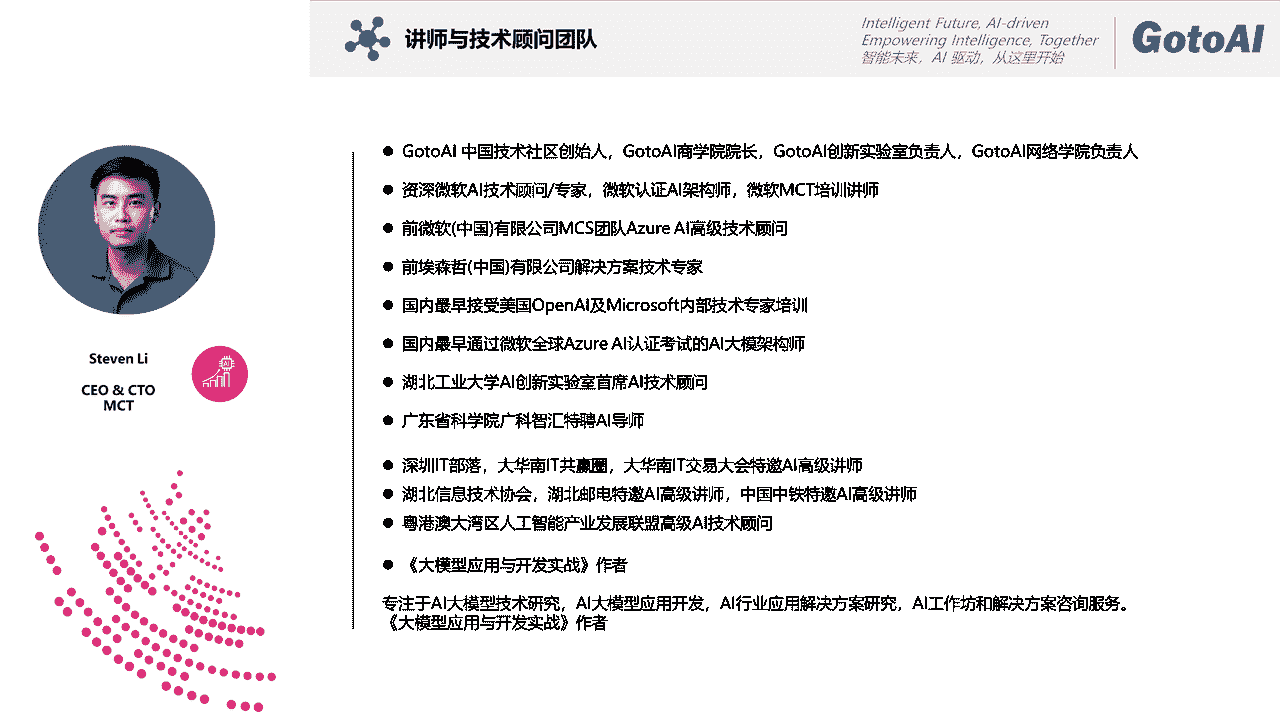 讲师与技术顾问团队
Intelligent Future, AI-driven
Empowering Intelligence, Together
智能未来，AI 驱动，从这里开始
GotoAI
Steven Li
CEO & CTO
MCT
AI
● GotoAI 中国技术社区创始人，GotoAI商学院院长，GotoAI创新实验室负责人，GotoAI网络学院负责人
● 资深微软AI技术顾问/专家，微软认证AI架构师，微软MCT培训讲师
● 前微软(中国)有限公司MCS团队Azure AI高级技术顾问
● 前埃森哲(中国)有限公司解决方案技术专家
● 国内最早接受美国OpenAI及Microsoft内部技术专家培训
● 国内最早通过微软全球Azure AI认证考试的AI大模架构师
● 湖北工业大学AI创新实验室首席AI技术顾问
● 广东省科学院广科智汇特聘AI导师
● 深圳IT部落，大华南IT共赢圈，大华南IT交易大会特邀AI高级讲师
● 湖北信息技术协会，湖北邮电特邀AI高级讲师，中国中铁特邀AI高级讲师
● 粤港澳大湾区人工智能产业发展联盟高级AI技术顾问
● 《大模型应用与开发实战》作者
专注于AI大模型技术研究，AI大模型应用开发，AI行业应用解决方案研究，AI工作坊和解决方案咨询服务。
《大模型应用与开发实战》作者